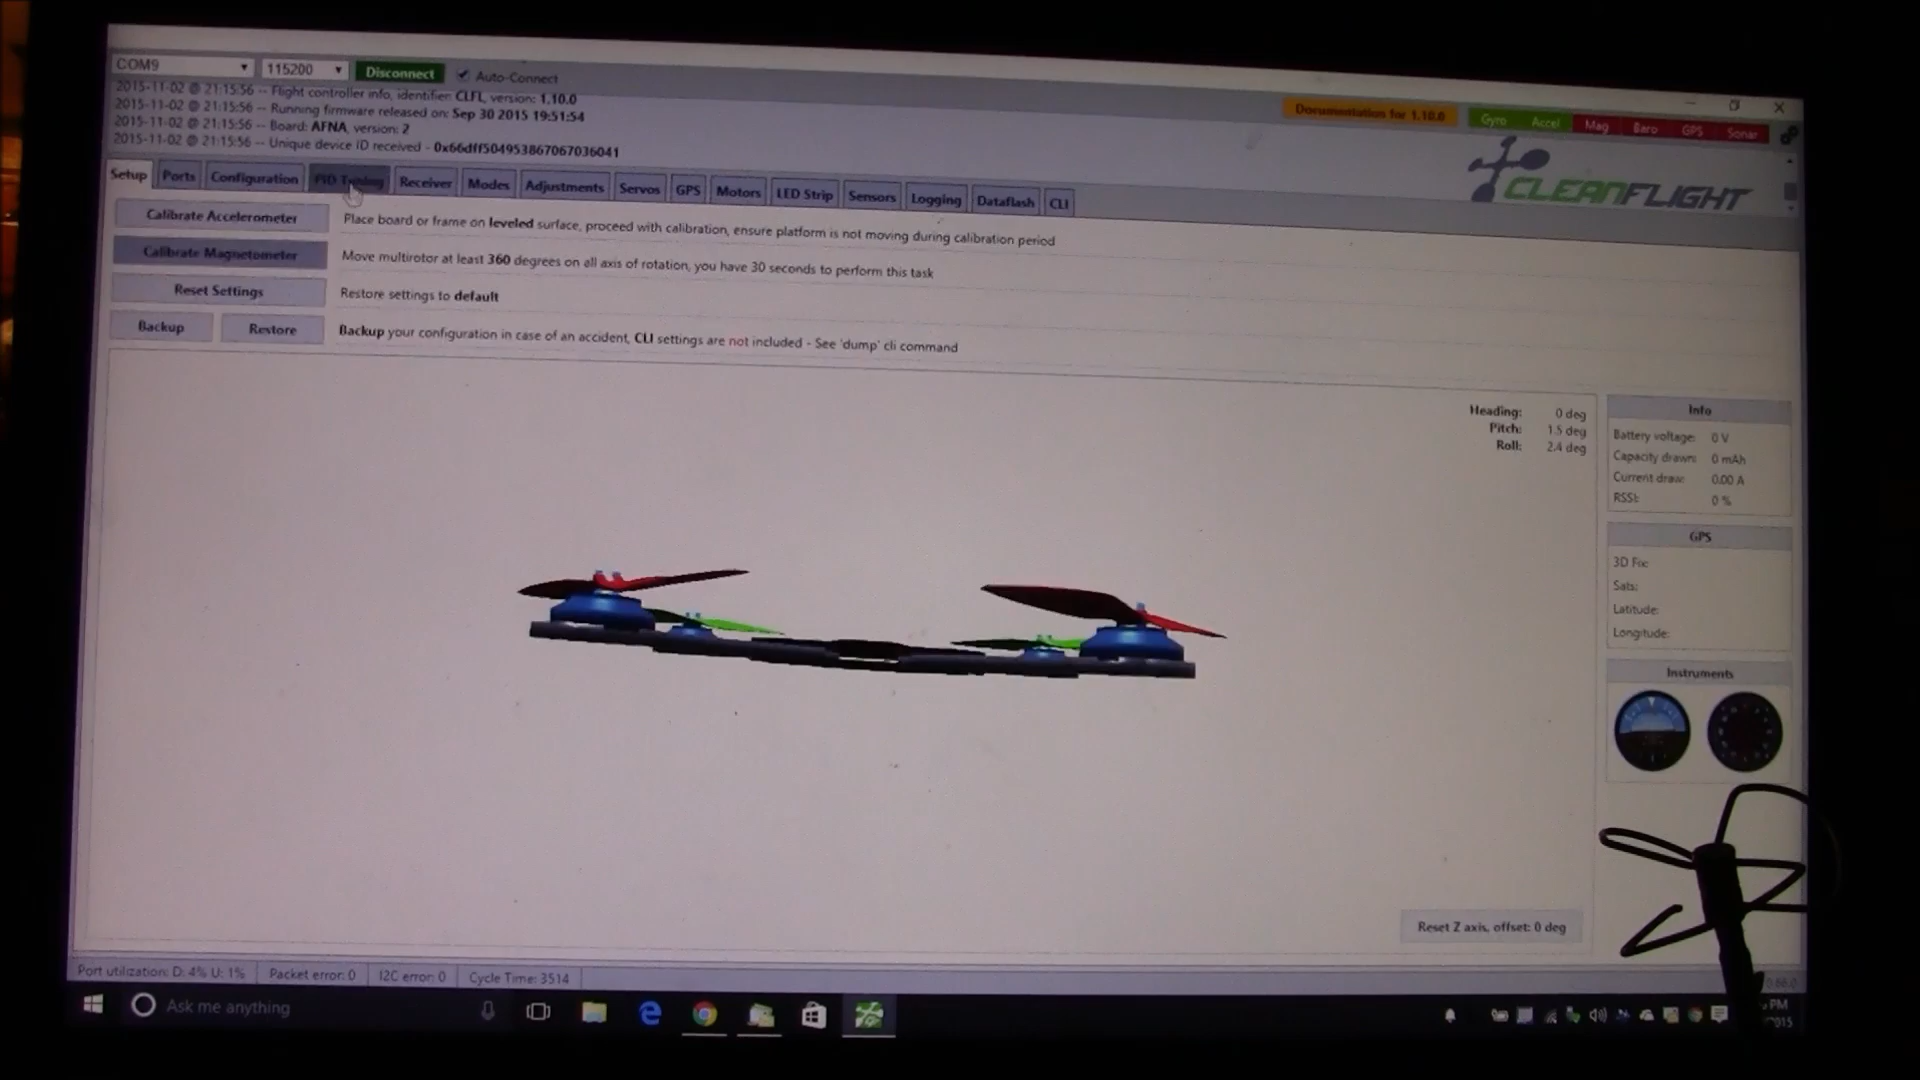 COM9 115200 Disconnect Auto-Connect
2015-11-02 @ 21:15:56 -- Flight controller info, identifier: CLFL, version: 1.10.0
2015-11-02 @ 21:15:56 -- Running firmware released on: Sep 30 2015 19:51:54
2015-11-02 @ 21:15:56 -- Board: AFNA, version: 2
2015-11-02 @ 21:15:56 -- Unique device ID received - 0x66dff504953867067036041
Documentation for 1.10.0
Gyro Accel Mag Baro GPS Sonar
CLEANFLIGHT
Setup Ports Configuration PID Tuning Receiver Modes Adjustments Servos GPS Motors LED Strip Sensors Logging Dataflash CLI
Calibrate Accelerometer Place board or frame on leveled surface, proceed with calibration, ensure platform is not moving during calibration period
Calibrate Magnetometer Move multirotor at least 360 degrees on all axis of rotation, you have 30 seconds to perform this task
Reset Settings Restore settings to default
Backup Restore Backup your configuration in case of an accident, CLI settings are not included - See 'dump' cli command
Heading: 0 deg
Pitch: 1.5 deg
Roll: 2.4 deg
Info
Battery voltage: 0 V
Capacity drawn: 0 mAh
Current draw: 0.00 A
RSSI: 0 %
GPS
3D Fix:
Sats:
Latitude:
Longitude:
Instruments
Reset Z axis, offset: 0 deg
Port utilization: D: 4% U: 1% Packet error: 0 I2C error: 0 Cycle Time: 3514
0.66.0
Ask me anything
PM
2015